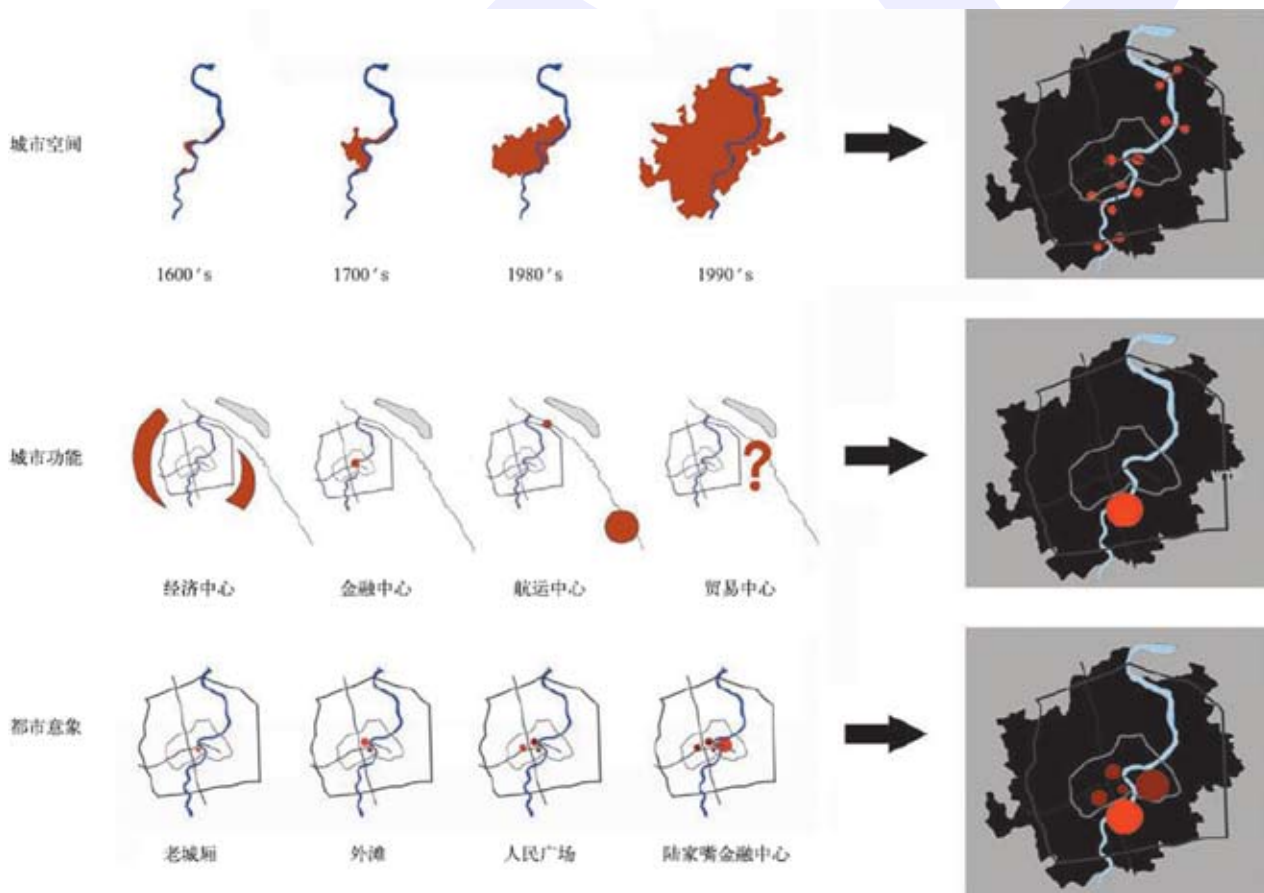 城市空间
1600's
1700's
1980's
1990's
城市功能
?
经济中心
金融中心
航运中心
贸易中心
都市意象
老城厢
外滩
人民广场
陆家嘴金融中心